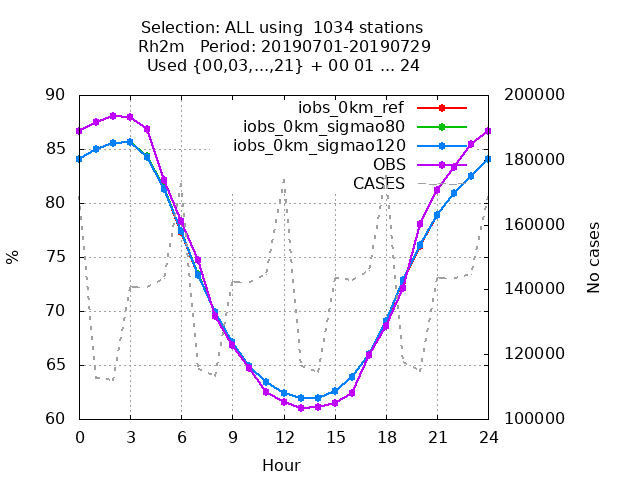 Selection: ALL using  1034 stations
Rh2m   Period: 20190701-20190729
Used {00,03,...,21} + 00 01 ... 24
90
85
80
75
70
65
60
%
200000
180000
160000
140000
120000
100000
No cases
iobs_0km_ref
iobs_0km_sigmao80
iobs_0km_sigmao120
OBS
CASES
0 3 6 9 12 15 18 21 24
Hour